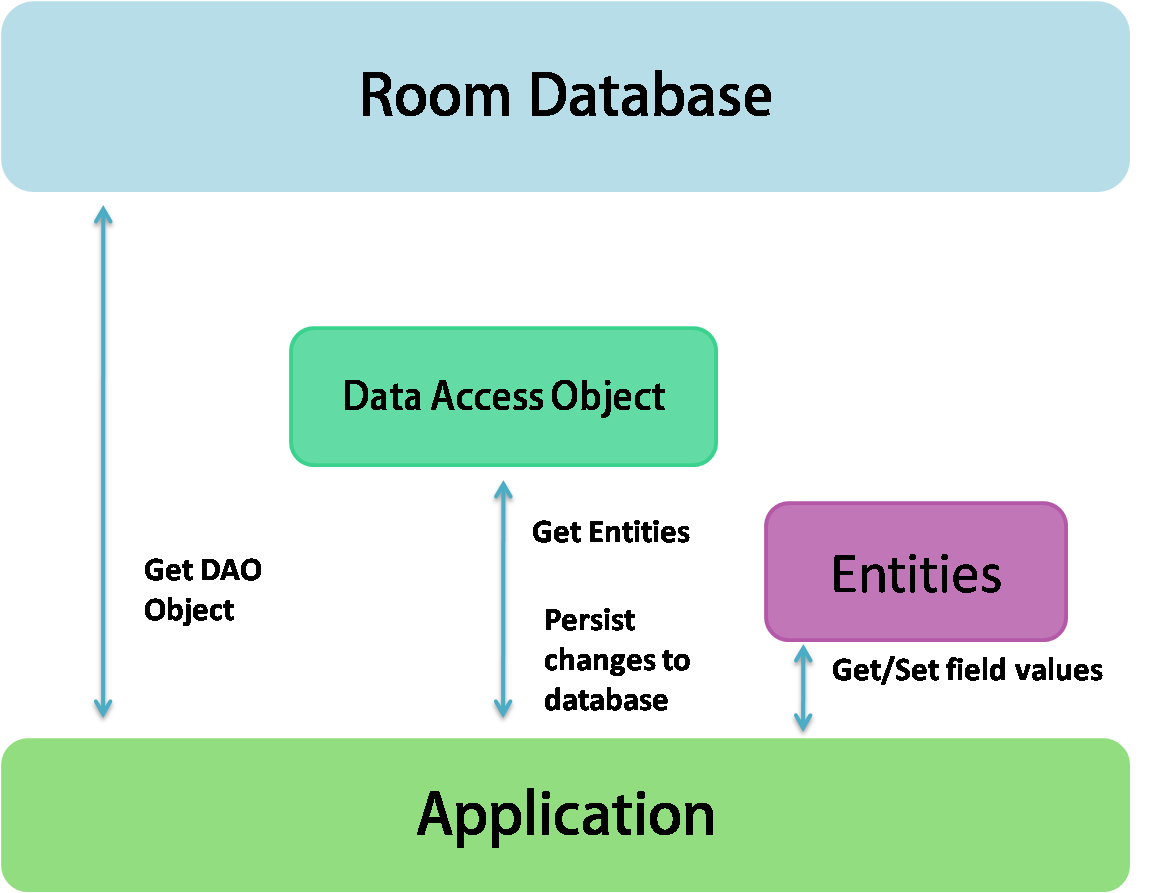 Room Database
Data Access Object
Get Entities
Entities
Get DAO
Object
Persist
changes to
database
Get/Set field values
Application